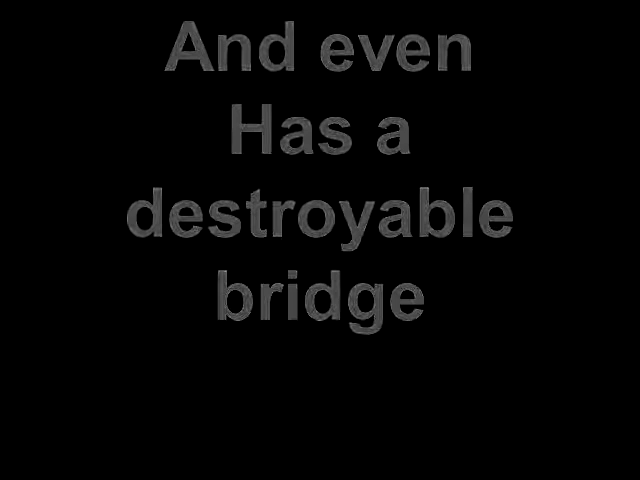 And even
Has a
destroyable
bridge